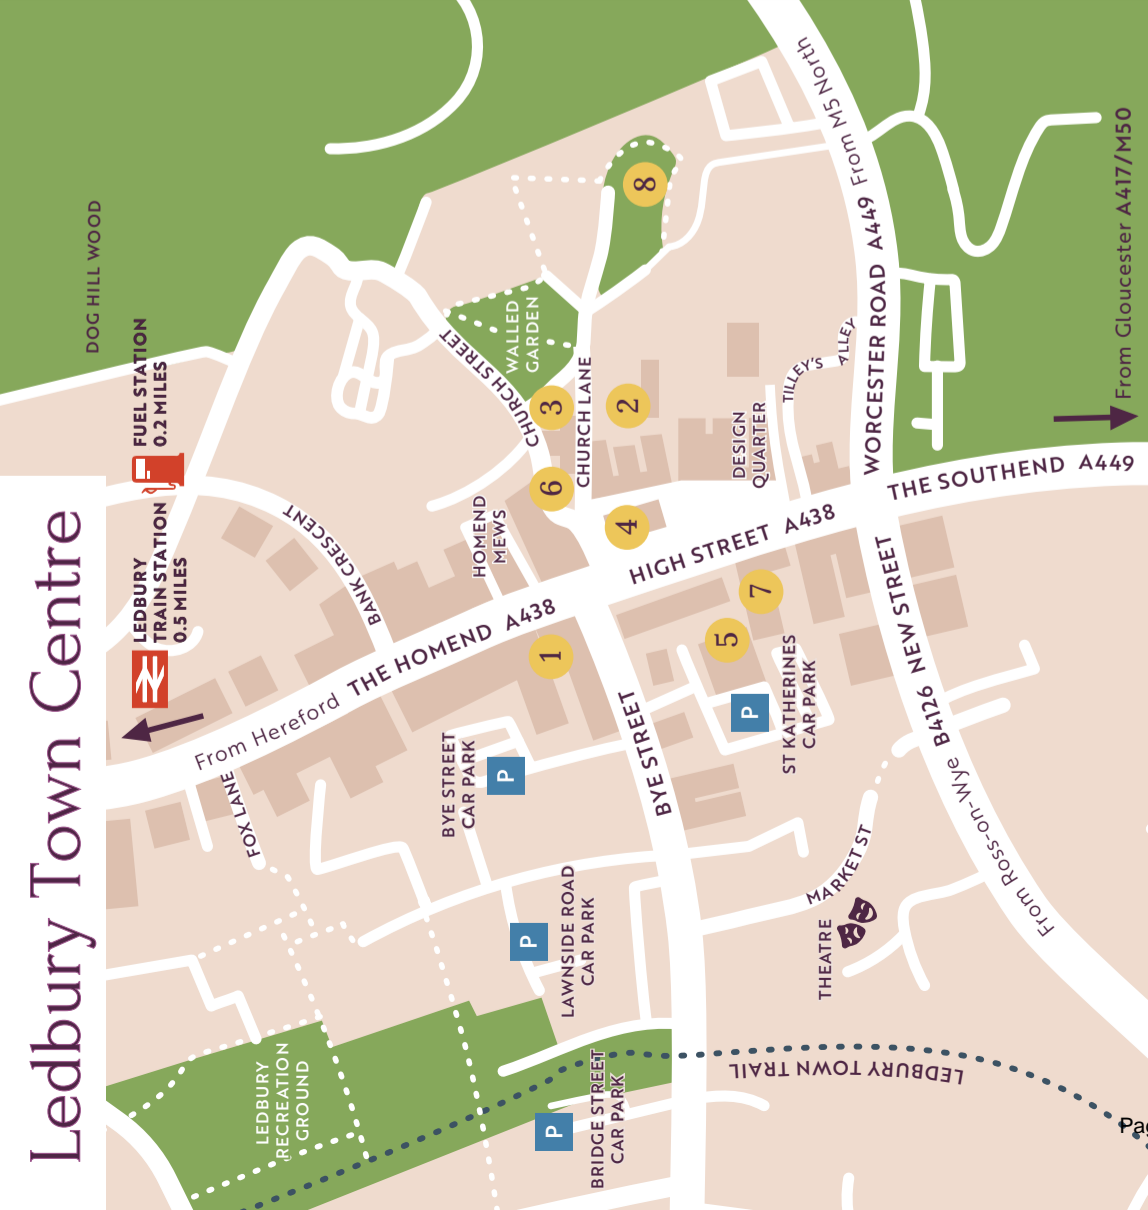 Ledbury Town Centre
LEDBURY
TRAIN STATION
0.5 MILES
FUEL STATION
0.2 MILES
DOG HILL WOOD
From Hereford
THE HOMEND A438
FOX LANE
BANK CRESCENT
HOMEND
MEWS
CHURCH STREET
WALLED
GARDEN
CHURCH LANE
1
6
3
2
4
8
5
7
HIGH STREET A438
DESIGN
QUARTER
TILLEY'S ALLEY
WORCESTER ROAD A449 From M5 North
THE SOUTHEND A449
From Gloucester A417/M50
BYE STREET
CAR PARK
P
BYE STREET
ST KATHERINES
CAR PARK
P
LAWNSIDE ROAD
CAR PARK
P
BRIDGE STREET
CAR PARK
P
LEDBURY
RECREATION
GROUND
MARKET ST
THEATRE
From Ross-on-Wye B4126 NEW STREET
LEDBURY TOWN TRAIL